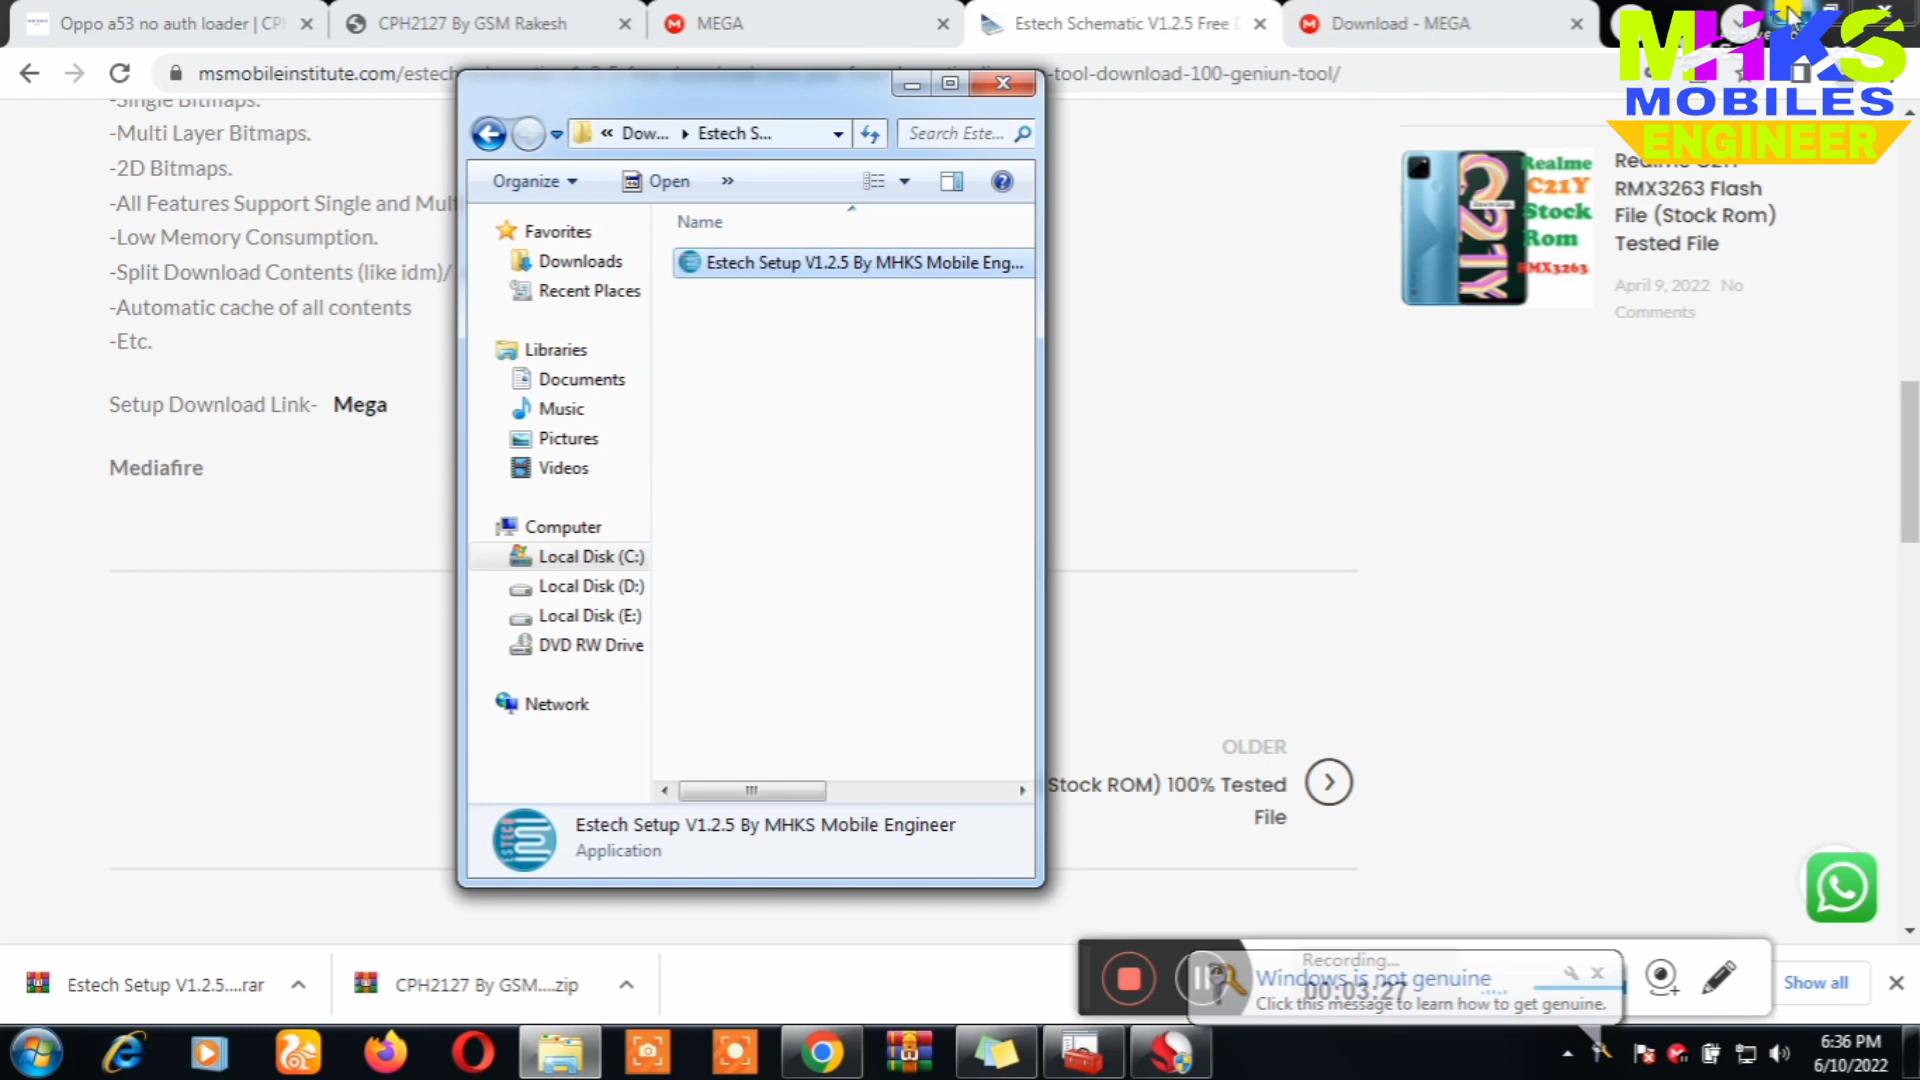 Oppo a53 no auth loader | CPH
CPH2127 By GSM Rakesh
MEGA
Estech Schematic V1.2.5 Free D
Download - MEGA
msmobileinstitute.com/estech
-tool-download-100-geniun-tool/
MHKS
MOBILES
ENGINEER
-Single Bitmaps.
-Multi Layer Bitmaps.
-2D Bitmaps.
-All Features Support Single and Mult
-Low Memory Consumption.
-Split Download Contents (like idm)/
-Automatic cache of all contents
-Etc.
Setup Download Link- Mega
Mediafire
Dow... Estech S...
Search Este...
Organize Open »
Name
Estech Setup V1.2.5 By MHKS Mobile Eng...
Favorites
Downloads
Recent Places
Libraries
Documents
Music
Pictures
Videos
Computer
Local Disk (C:)
Local Disk (D:)
Local Disk (E:)
DVD RW Drive
Network
Estech Setup V1.2.5 By MHKS Mobile Engineer
Application
ESTECH
Realme
C21Y
Stock
Rom
RMX3263
RMX3263 Flash
File (Stock Rom)
Tested File
April 9, 2022 No
Comments
OLDER
Stock ROM) 100% Tested
File
Estech Setup V1.2.5....rar
CPH2127 By GSM....zip
Recording...
00:03:27
Windows is not genuine
Click this message to learn how to get genuine.
Show all
6:36 PM
6/10/2022